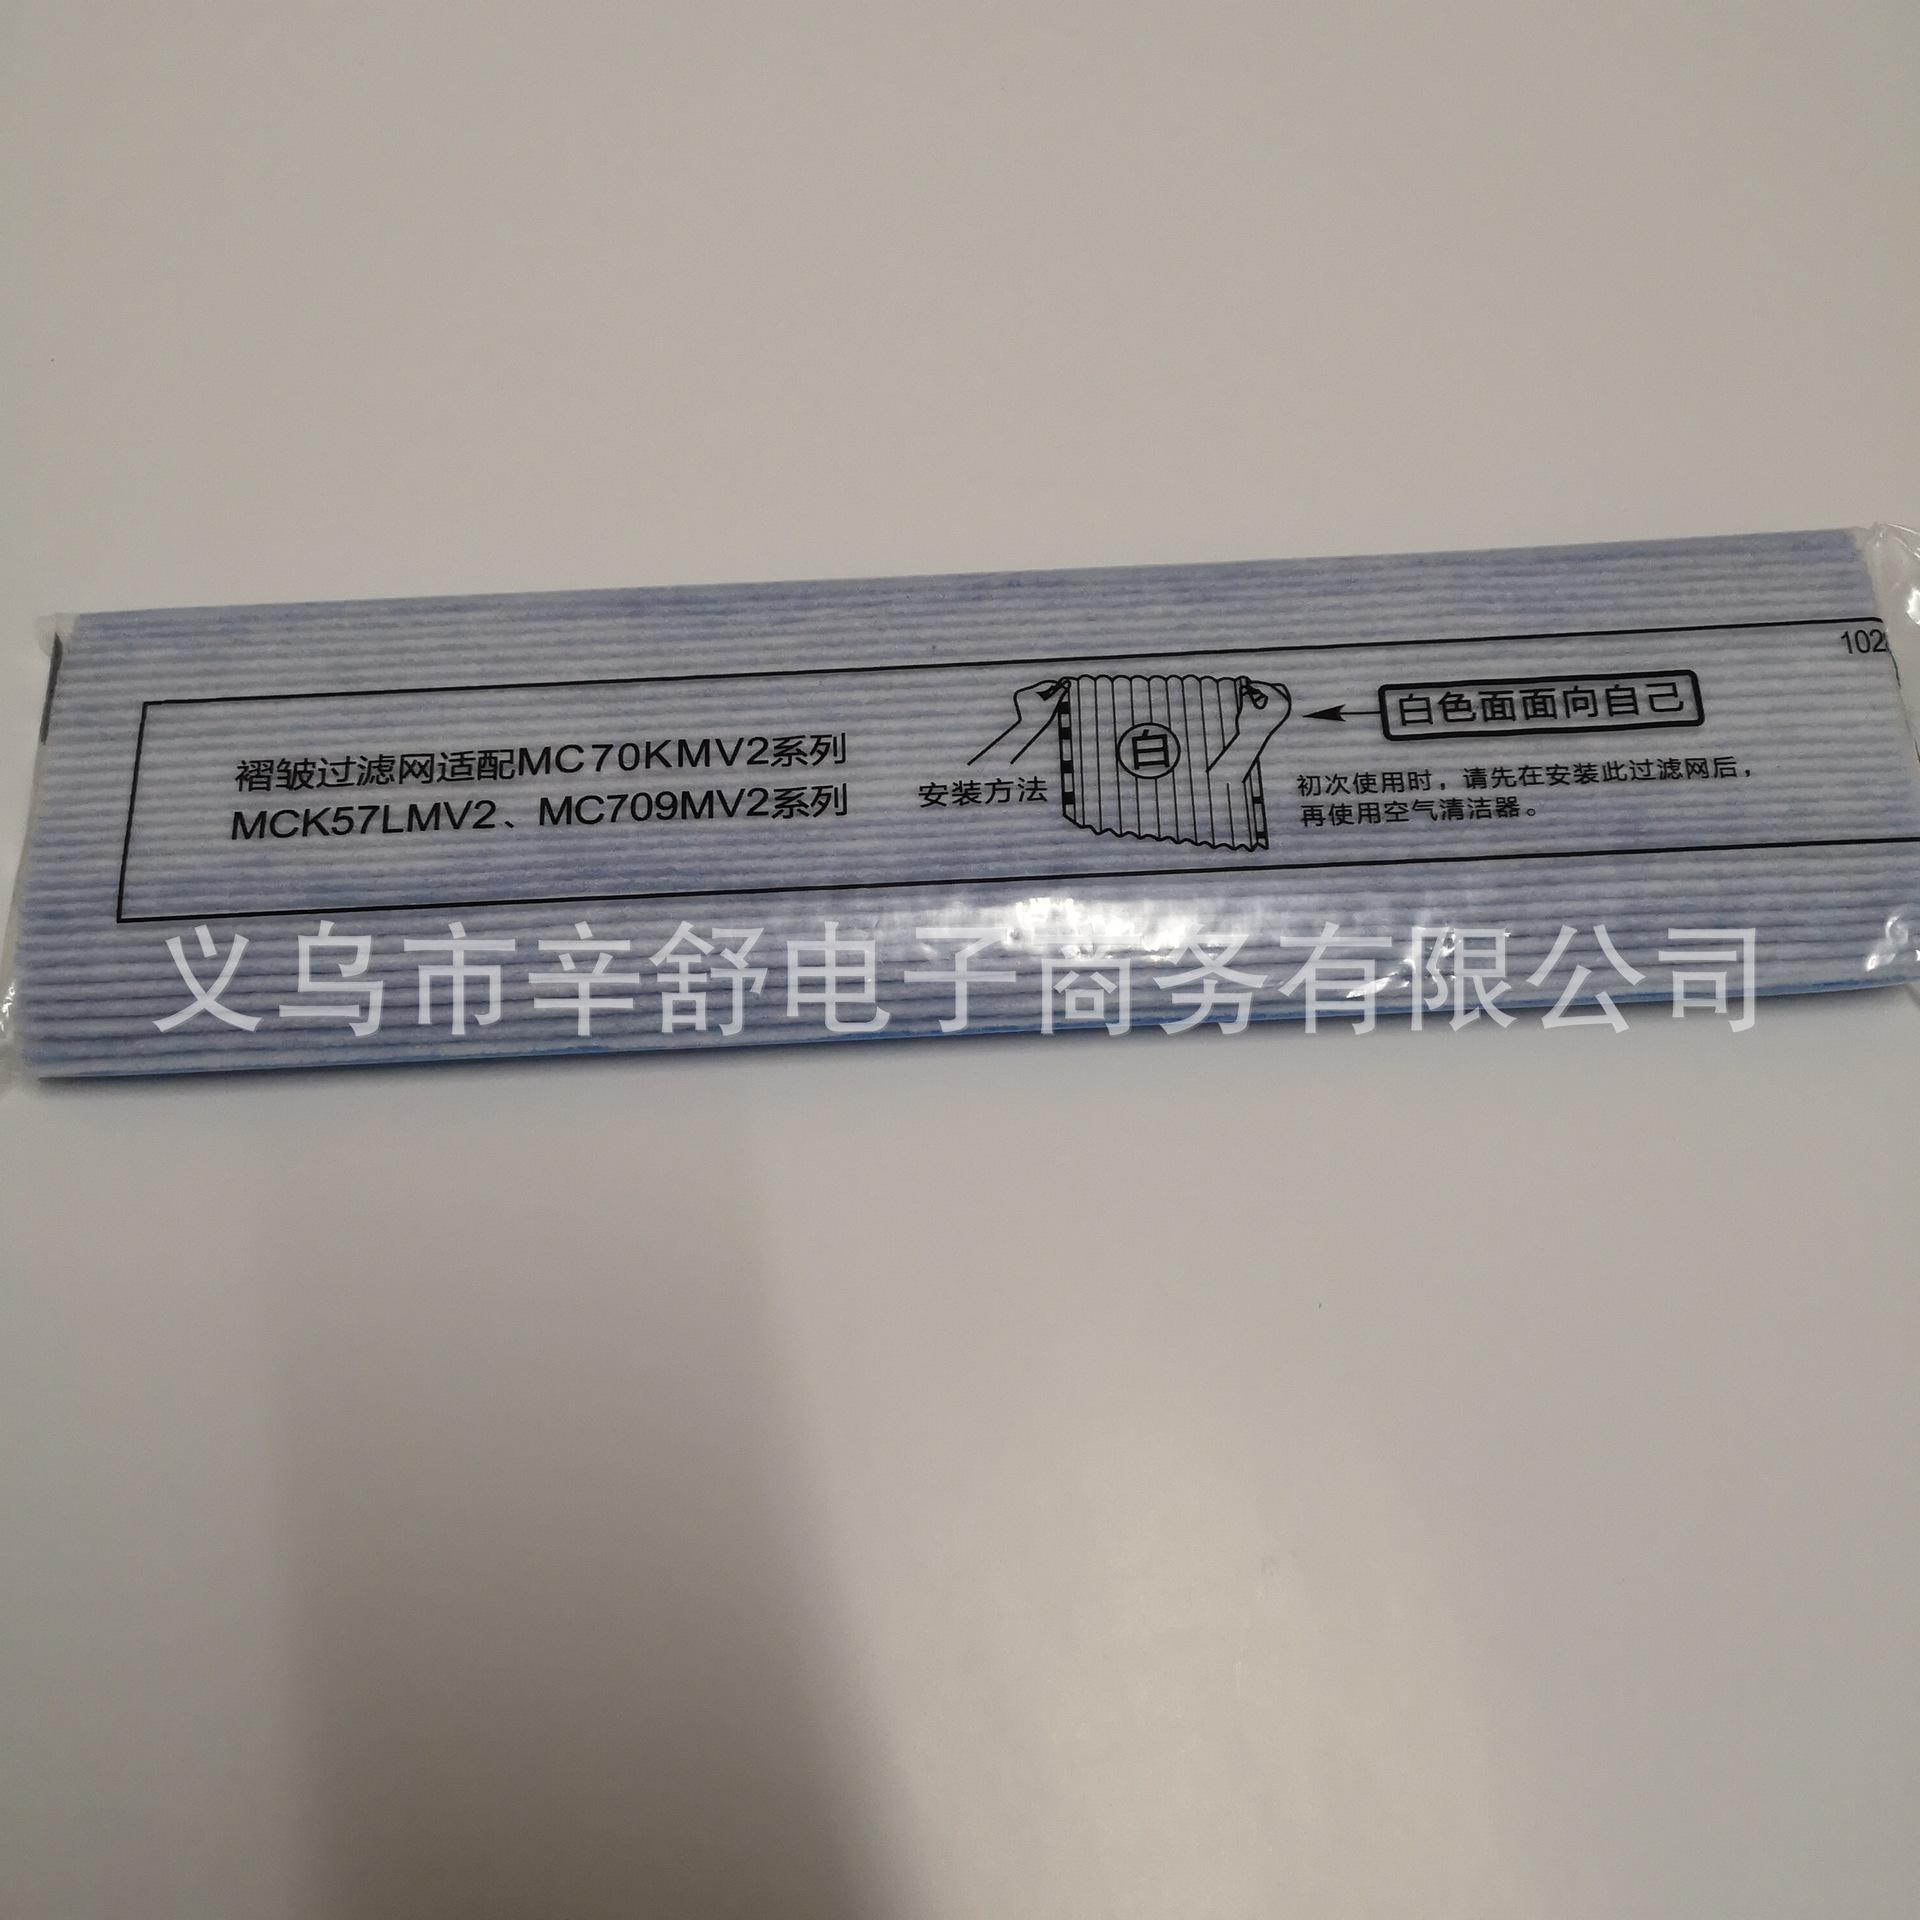 102
褶皱过滤网适配MC70KMV2系列
MCK57LMV2、MC709MV2系列
安装方法
白
白色面面向自己
初次使用时，请先在安装此过滤网后，
再使用空气清洁器。
义乌市辛舒电子商务有限公司